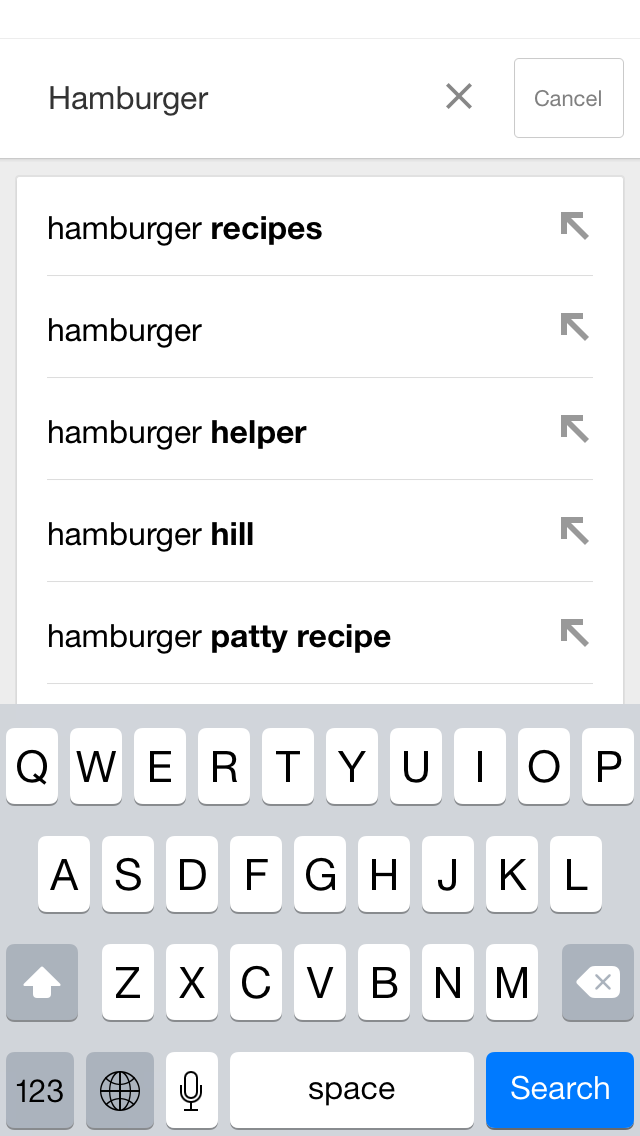 Hamburger
Cancel
hamburger recipes
hamburger
hamburger helper
hamburger hill
hamburger patty recipe
Q W E R T Y U I O P
A S D F G H J K L
Z X C V B N M
123 space Search